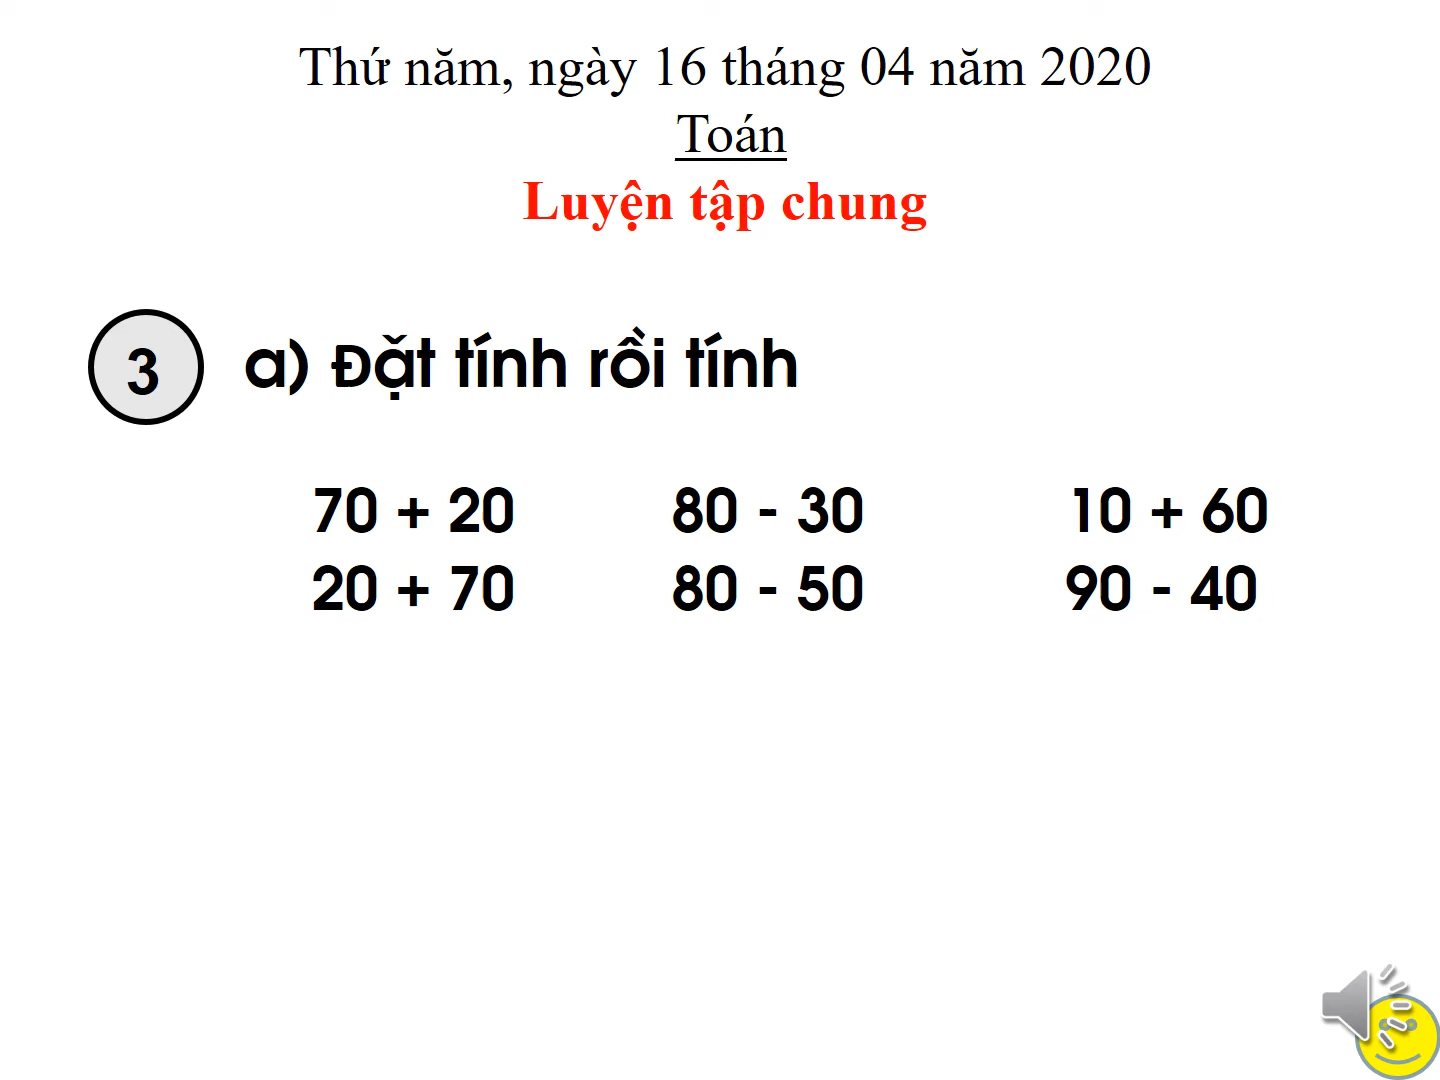 Thứ năm, ngày 16 tháng 04 năm 2020
Toán
Luyện tập chung
3 a) Đặt tính rồi tính
70 + 20 80 - 30 10 + 60
20 + 70 80 - 50 90 - 40